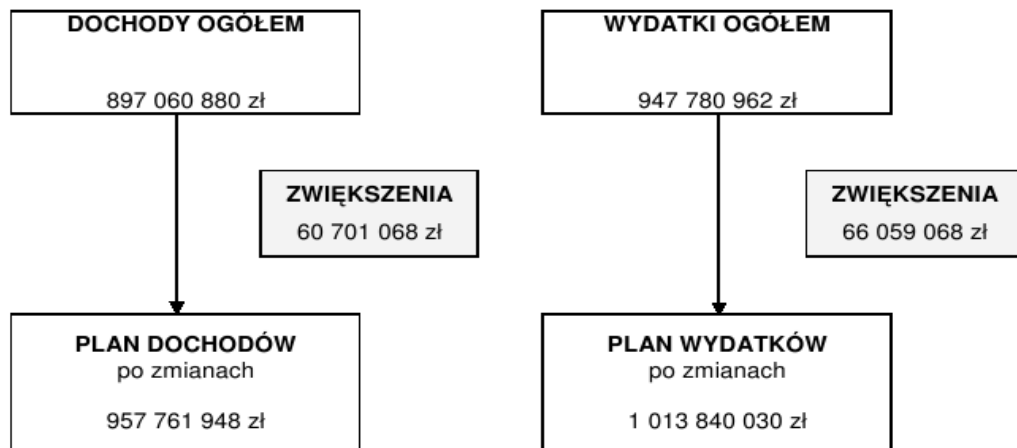 DOCHODY OGÓŁEM
897 060 880 zł
ZWIĘKSZENIA
60 701 068 zł
PLAN DOCHODÓW
po zmianach
957 761 948 zł
WYDATKI OGÓŁEM
947 780 962 zł
ZWIĘKSZENIA
66 059 068 zł
PLAN WYDATKÓW
po zmianach
1 013 840 030 zł